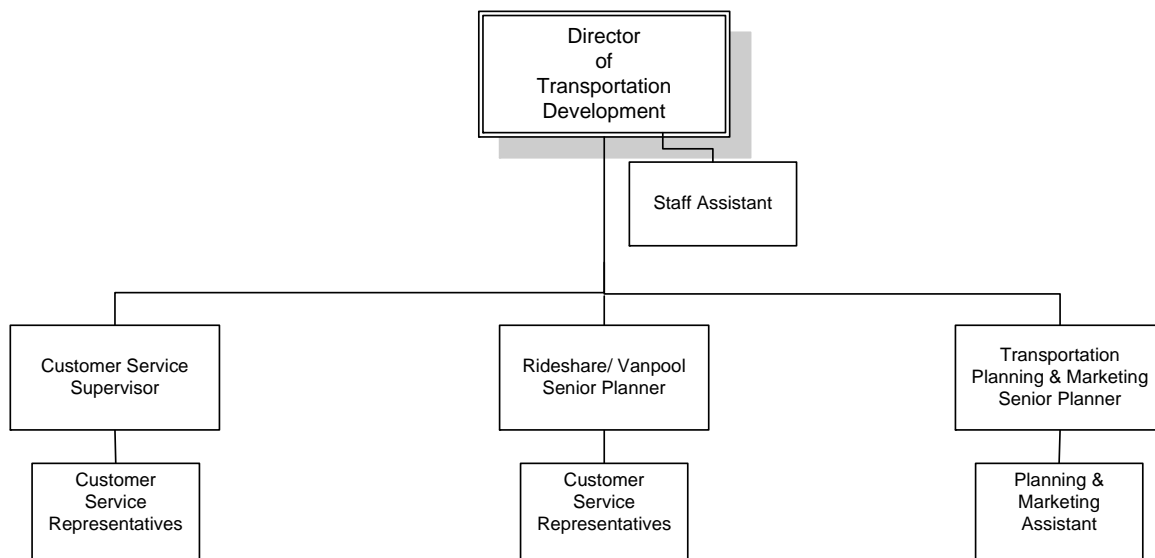 Director
of
Transportation
Development
Staff Assistant
Customer Service
Supervisor
Rideshare/ Vanpool
Senior Planner
Transportation
Planning & Marketing
Senior Planner
Customer
Service
Representatives
Customer
Service
Representatives
Planning &
Marketing
Assistant